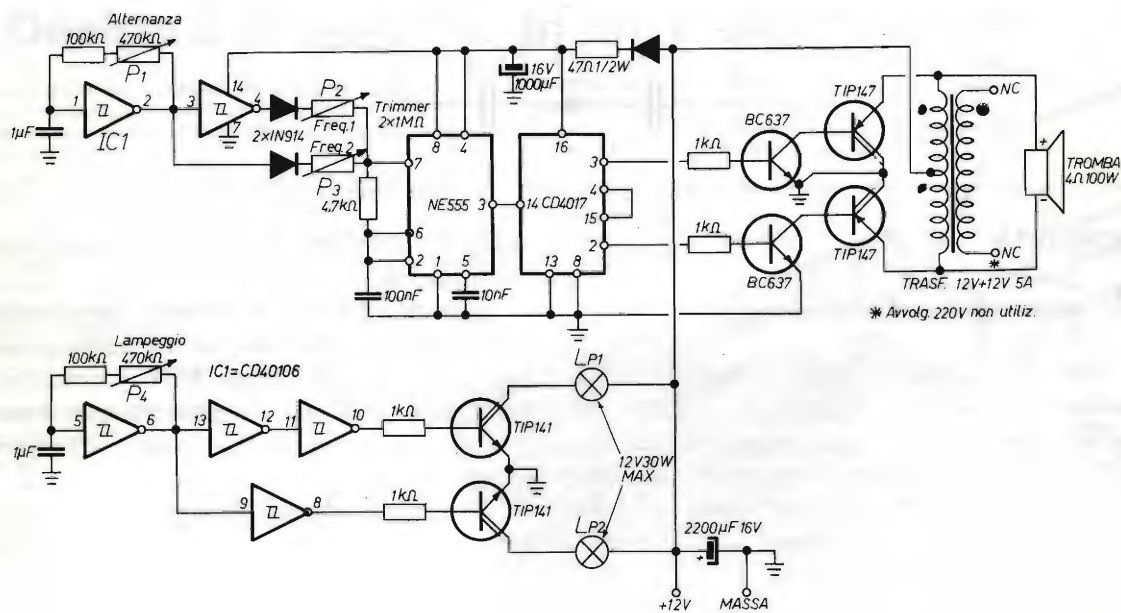 Alternanza
100kΩ 470kΩ
P1
1 2
1µF
IC1
3 14 4
7
2×IN914
P2
Freq.1
Trimmer
2×1MΩ
Freq.2
P3
4,7kΩ
7 8 4
NE555 3
6
2
1 5
100nF
10nF
16V
1000µF
47Ω 1/2W
16
14 CD4017
3
4
15
2
13 8
1kΩ
BC637
TIP147
1kΩ
BC637
TIP147
NC
NC
*
TRASF. 12V+12V 5A
* Avvolg. 220V non utiliz.
+
-
TROMBA
4Ω 100W
Lampeggio
100kΩ 470kΩ
P4
IC1=CD40106
5 6
1µF
13 12 11 10
9 8
1kΩ
TIP141
1kΩ
TIP141
LP1
12V30W
MAX
LP2
2200µF 16V
+
+12V
MASSA